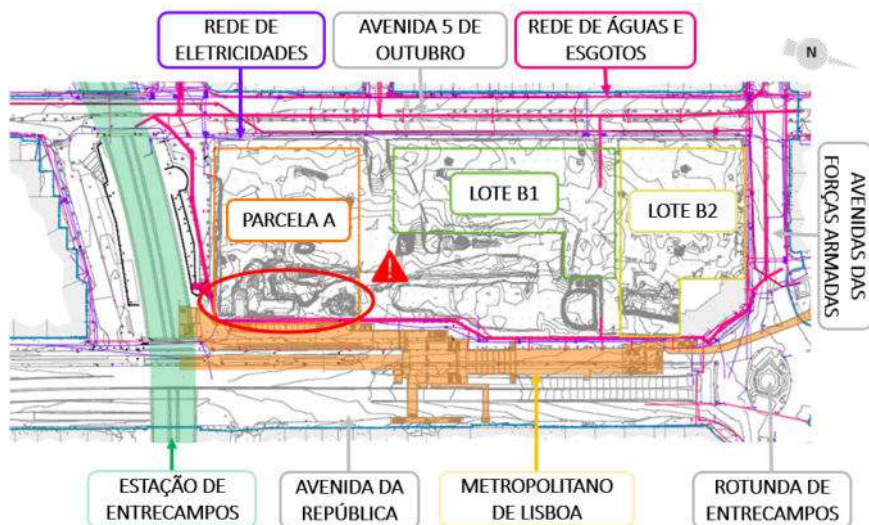 REDE DE
ELETRICIDADES
AVENIDA 5 DE
OUTUBRO
REDE DE ÁGUAS E
ESGOTOS
N
PARCELA A
LOTE B1
LOTE B2
AVENIDAS DAS
FORÇAS ARMADAS
!
ESTAÇÃO DE
ENTRECAMPOS
AVENIDA DA
REPÚBLICA
METROPOLITANO
DE LISBOA
ROTUNDA DE
ENTRECAMPOS